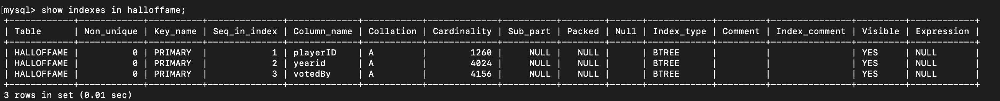 [mysql> show indexes in halloffame;
+------------+------------+----------+--------------+-------------+-----------+-------------+----------+--------+------+------------+---------+---------------+---------+------------+
| Table      | Non_unique | Key_name | Seq_in_index | Column_name | Collation | Cardinality | Sub_part | Packed | Null | Index_type | Comment | Index_comment | Visible | Expression |
+------------+------------+----------+--------------+-------------+-----------+-------------+----------+--------+------+------------+---------+---------------+---------+------------+
| HALLOFFAME |          0 | PRIMARY  |            1 | playerID    | A         |        1260 |     NULL |   NULL |      | BTREE      |         |               | YES     | NULL       |
| HALLOFFAME |          0 | PRIMARY  |            2 | yearid      | A         |        4024 |     NULL |   NULL |      | BTREE      |         |               | YES     | NULL       |
| HALLOFFAME |          0 | PRIMARY  |            3 | votedBy     | A         |        4156 |     NULL |   NULL |      | BTREE      |         |               | YES     | NULL       |
+------------+------------+----------+--------------+-------------+-----------+-------------+----------+--------+------+------------+---------+---------------+---------+------------+
3 rows in set (0.01 sec)